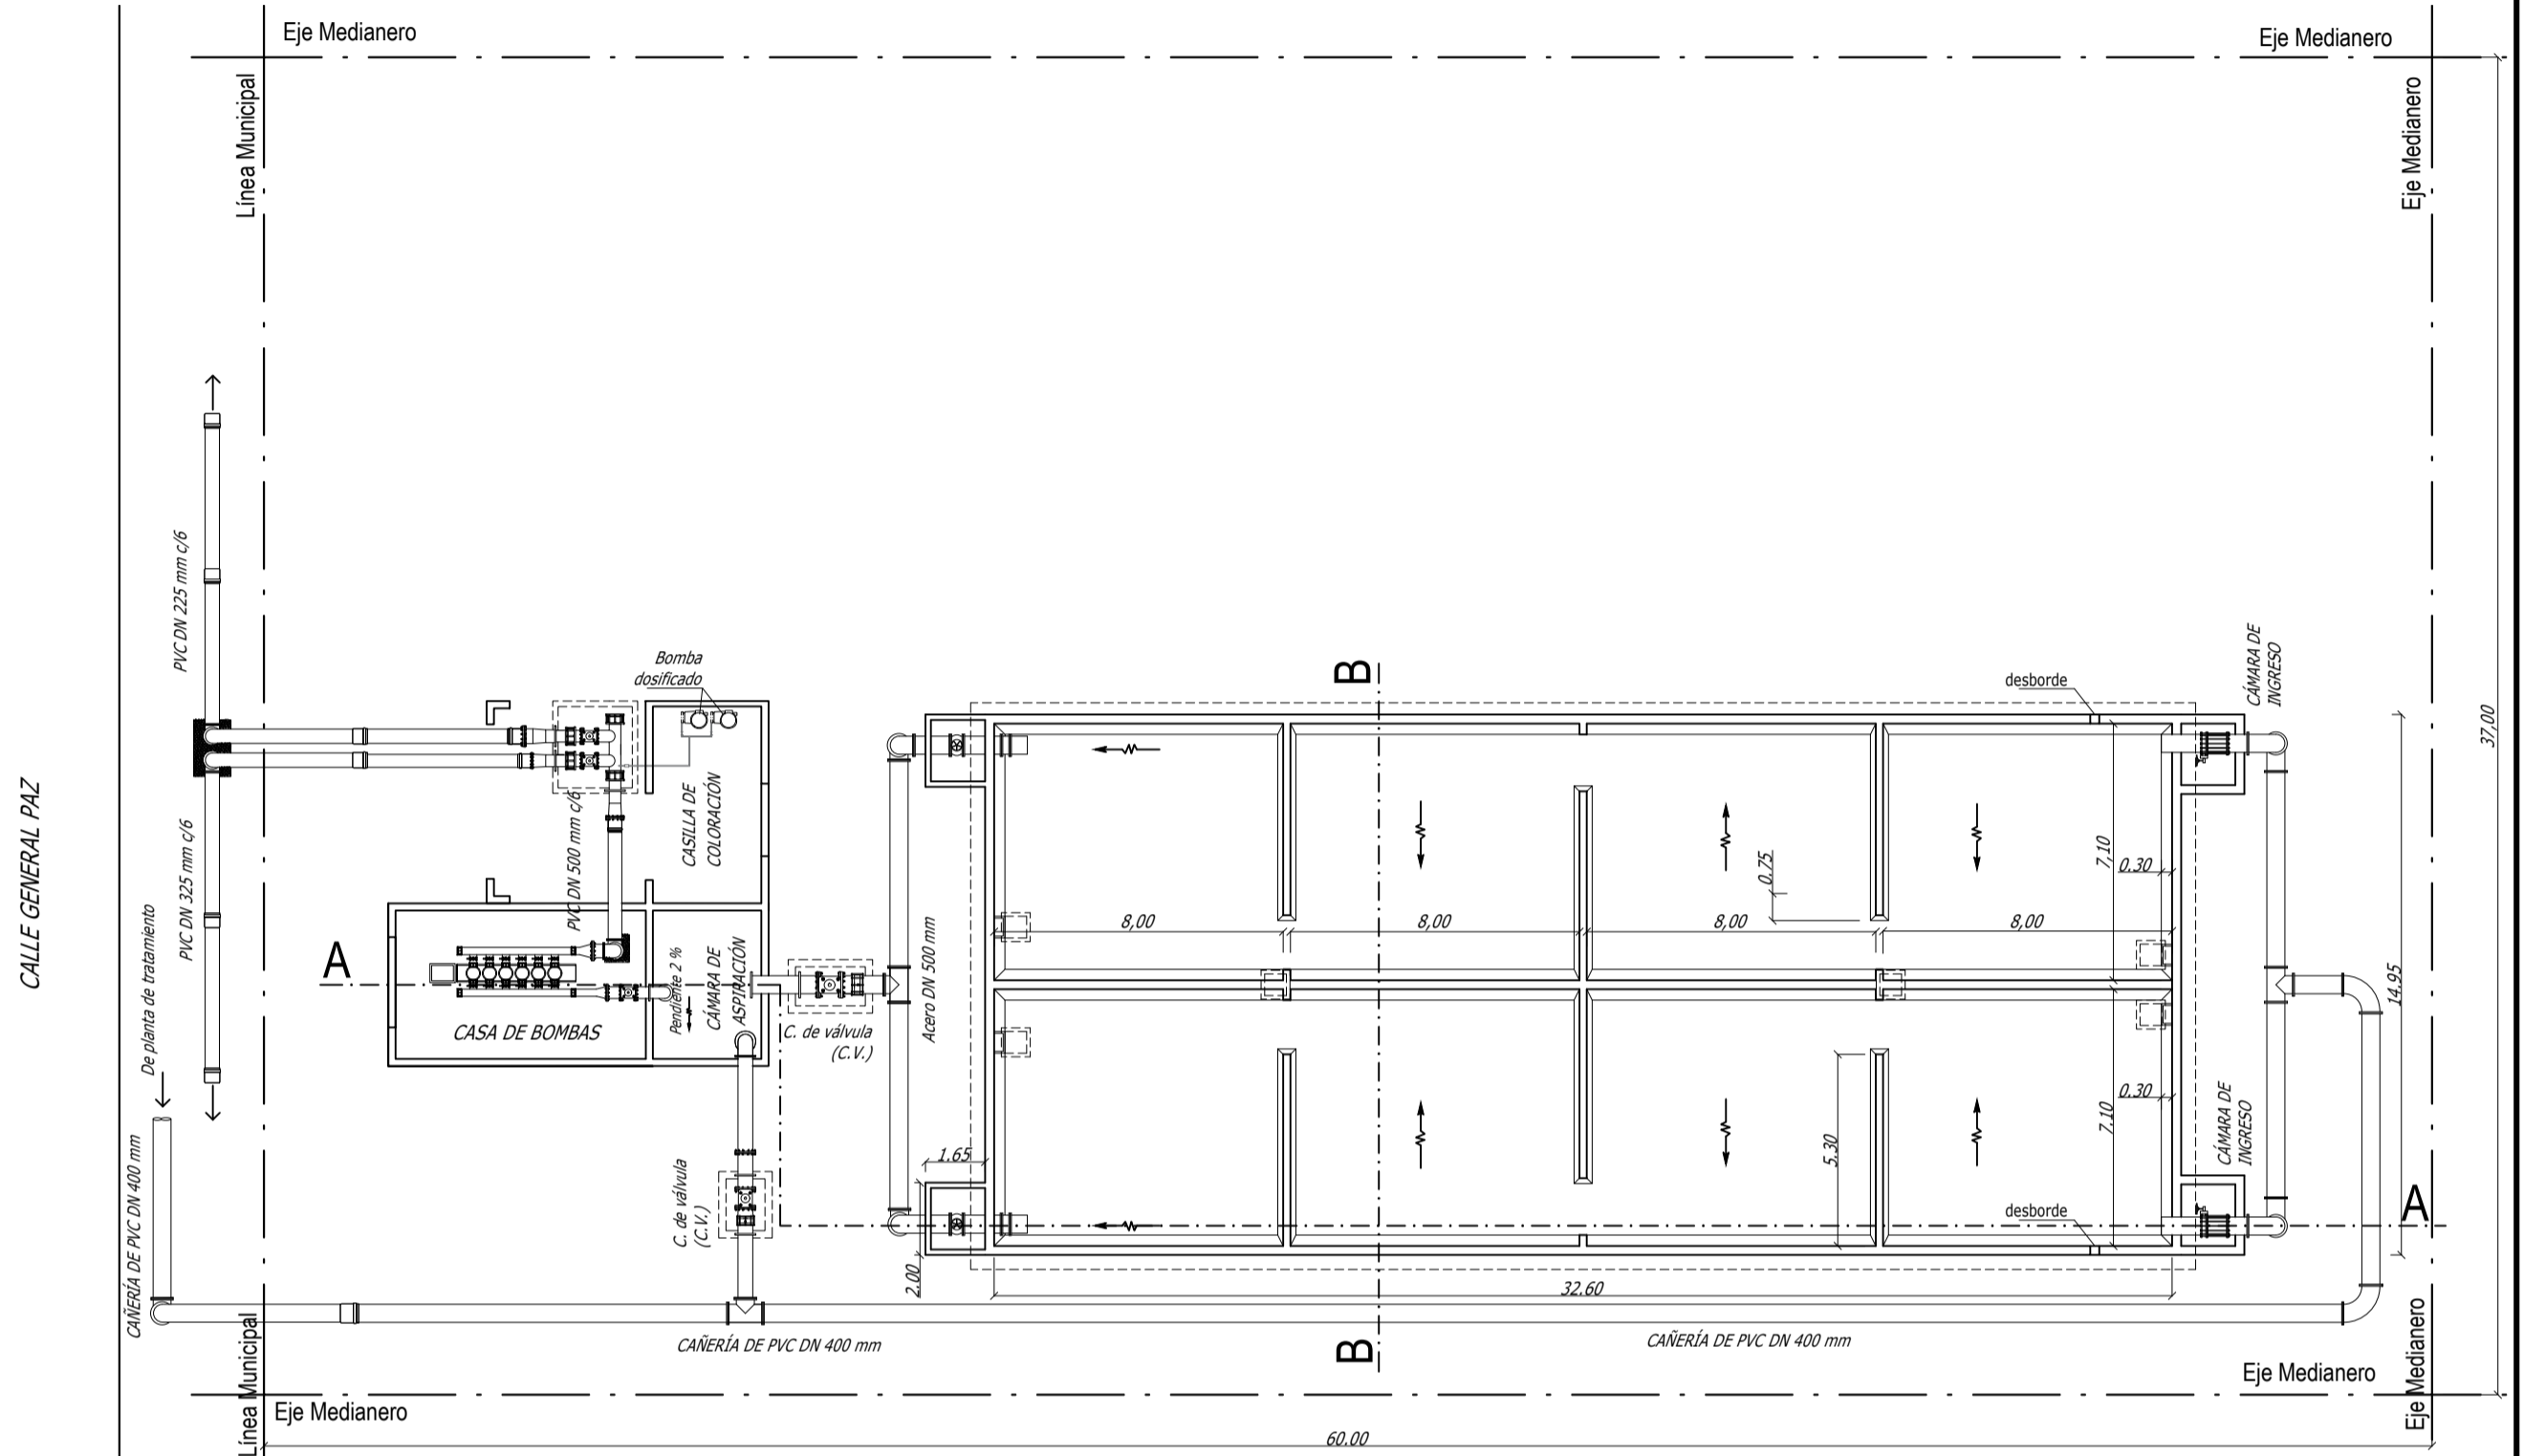 Eje Medianero
Eje Medianero
Línea Municipal
Eje Medianero
37,00
CALLE GENERAL PAZ
PVC DN 225 mm c/6
PVC DN 325 mm c/6
De planta de tratamiento
CAÑERÍA DE PVC DN 400 mm
Bomba
dosificado
PVC DN 500 mm c/6
CASILLA DE
COLORACIÓN
A
CASA DE BOMBAS
Pendiente 2 %
CÁMARA DE
ASPIRACIÓN
C. de válvula
(C.V.)
Acero DN 500 mm
C. de válvula
(C.V.)
B
desborde
CÁMARA DE
INGRESO
7,10
0.30
0.75
8,00
8,00
8,00
8,00
14.95
1.65
2.00
5.30
7.10
0.30
CÁMARA DE
INGRESO
desborde
A
32.60
CAÑERÍA DE PVC DN 400 mm
B
CAÑERÍA DE PVC DN 400 mm
Línea Municipal
Eje Medianero
Eje Medianero
Eje Medianero
60.00